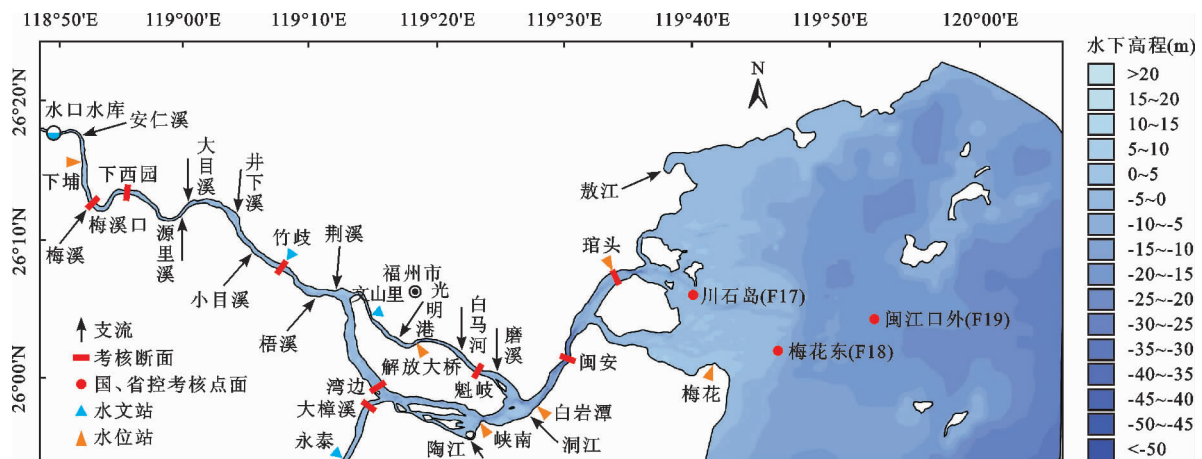 118°50′E
119°00′E
119°10′E
119°20′E
119°30′E
119°40′E
119°50′E
120°00′E
26°20′N
26°10′N
26°00′N
水口水库
安仁溪
下埔
下西园
大目溪
井下溪
梅溪
梅溪口
源里溪
小目溪
竹歧
荆溪
梧溪
福州市
文山里
光明港
白马河
磨溪
解放大桥
魁岐
湾边
大樟溪
永泰
陶江
峡南
洞江
白岩潭
闽安
琯头
敖江
梅花
川石岛(F17)
梅花东(F18)
闽江口外(F19)
N
支流
考核断面
国、省控考核点面
水文站
水位站
水下高程(m)
>20
15~20
10~15
5~10
0~5
-5~0
-10~-5
-15~-10
-20~-15
-25~-20
-30~-25
-35~-30
-40~-35
-45~-40
-50~-45
<-50